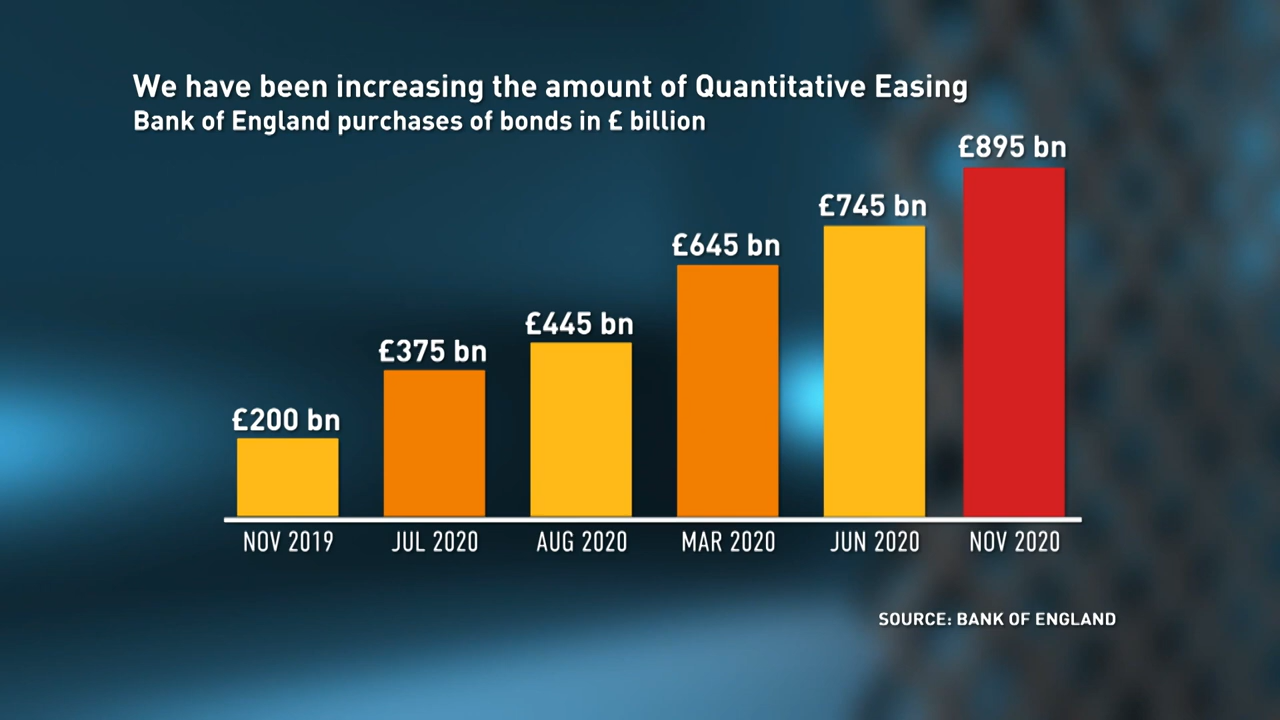 We have been increasing the amount of Quantitative Easing
Bank of England purchases of bonds in £ billion
£200 bn
£375 bn
£445 bn
£645 bn
£745 bn
£895 bn
NOV 2019
JUL 2020
AUG 2020
MAR 2020
JUN 2020
NOV 2020
SOURCE: BANK OF ENGLAND